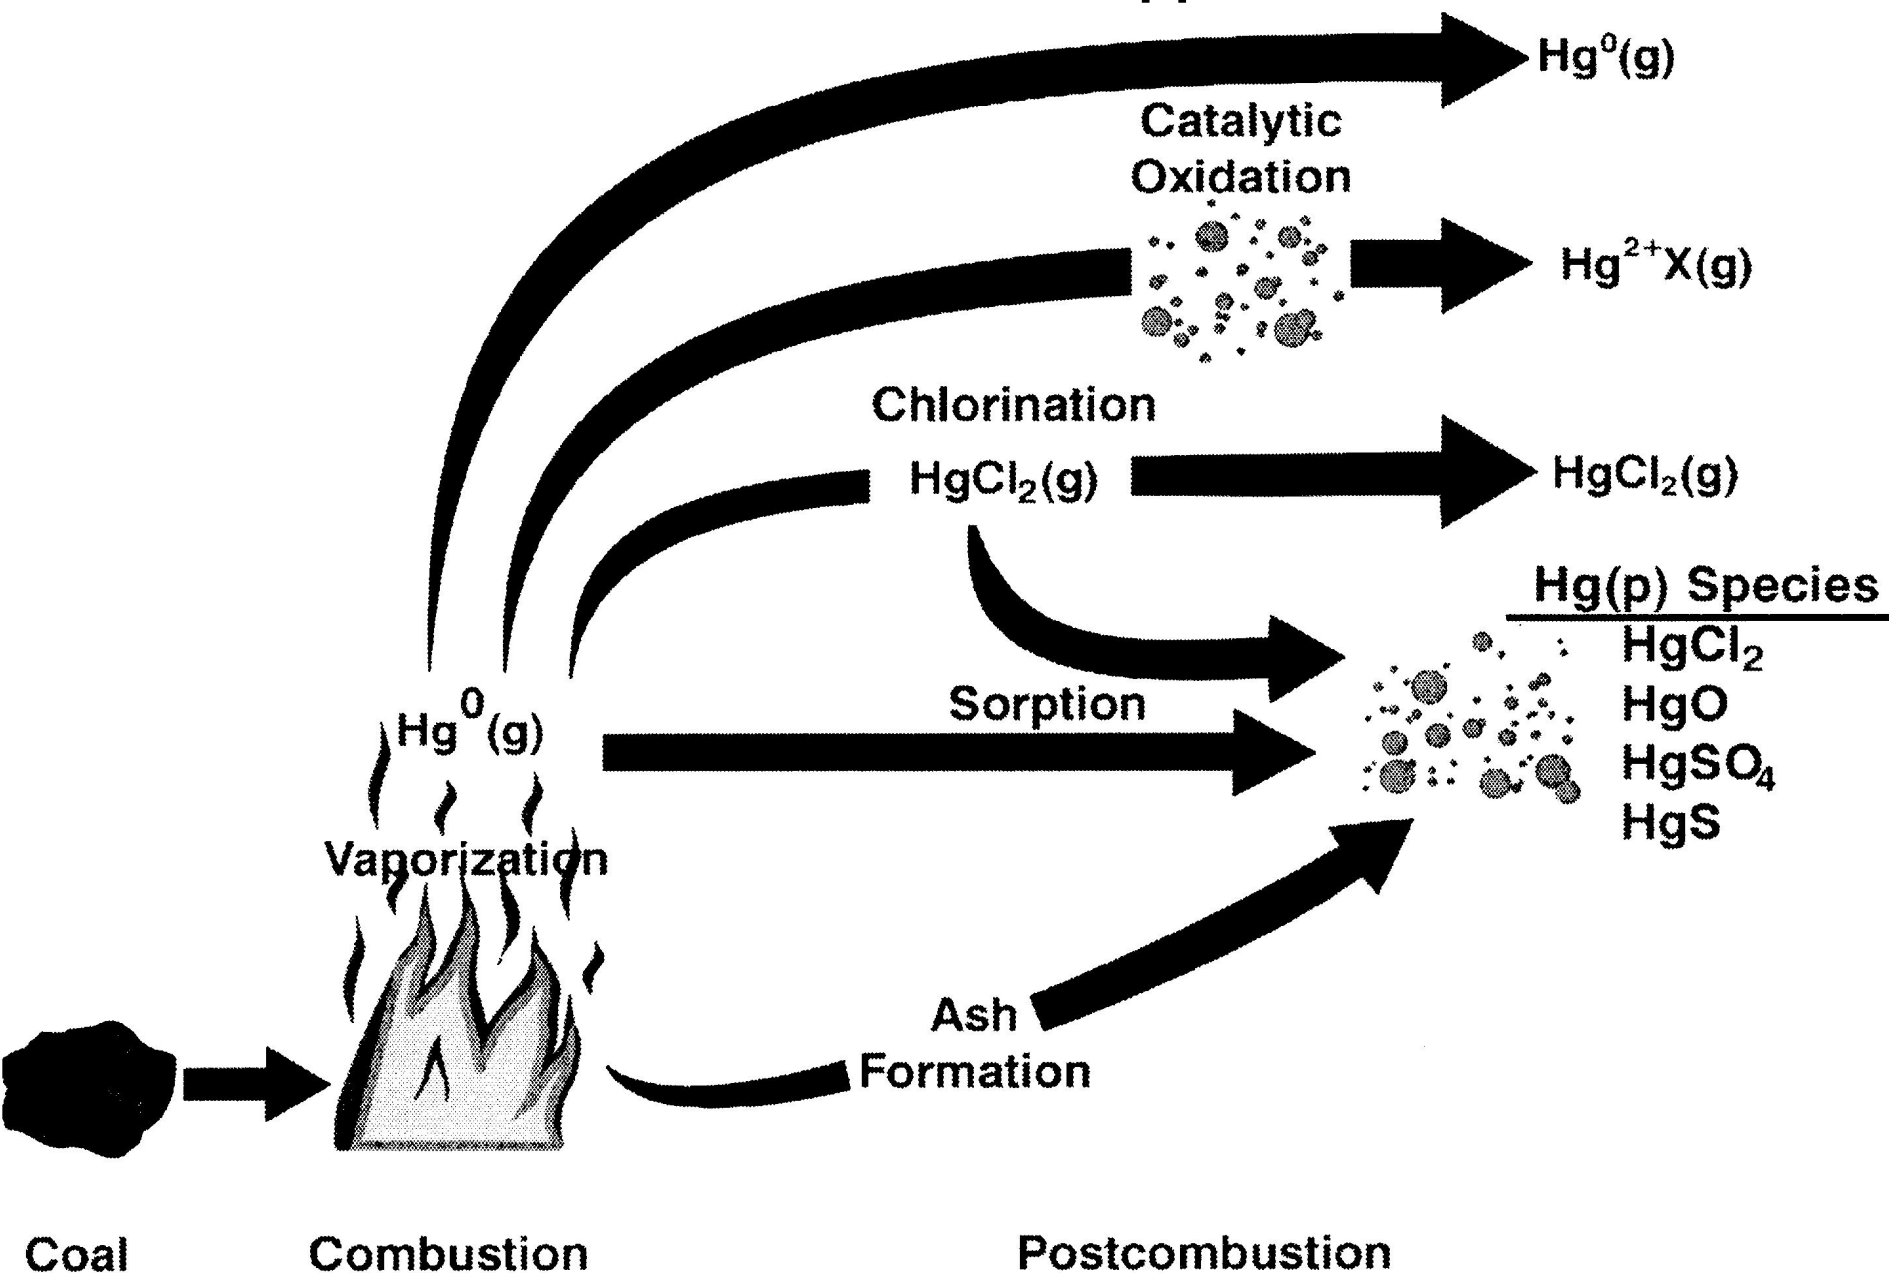 Hg⁰(g)
Catalytic
Oxidation
Hg²⁺X(g)
Chlorination
HgCl₂(g)
HgCl₂(g)
Hg(p) Species
HgCl₂
HgO
HgSO₄
HgS
Sorption
Hg⁰(g)
Vaporization
Ash
Formation
Coal
Combustion
Postcombustion